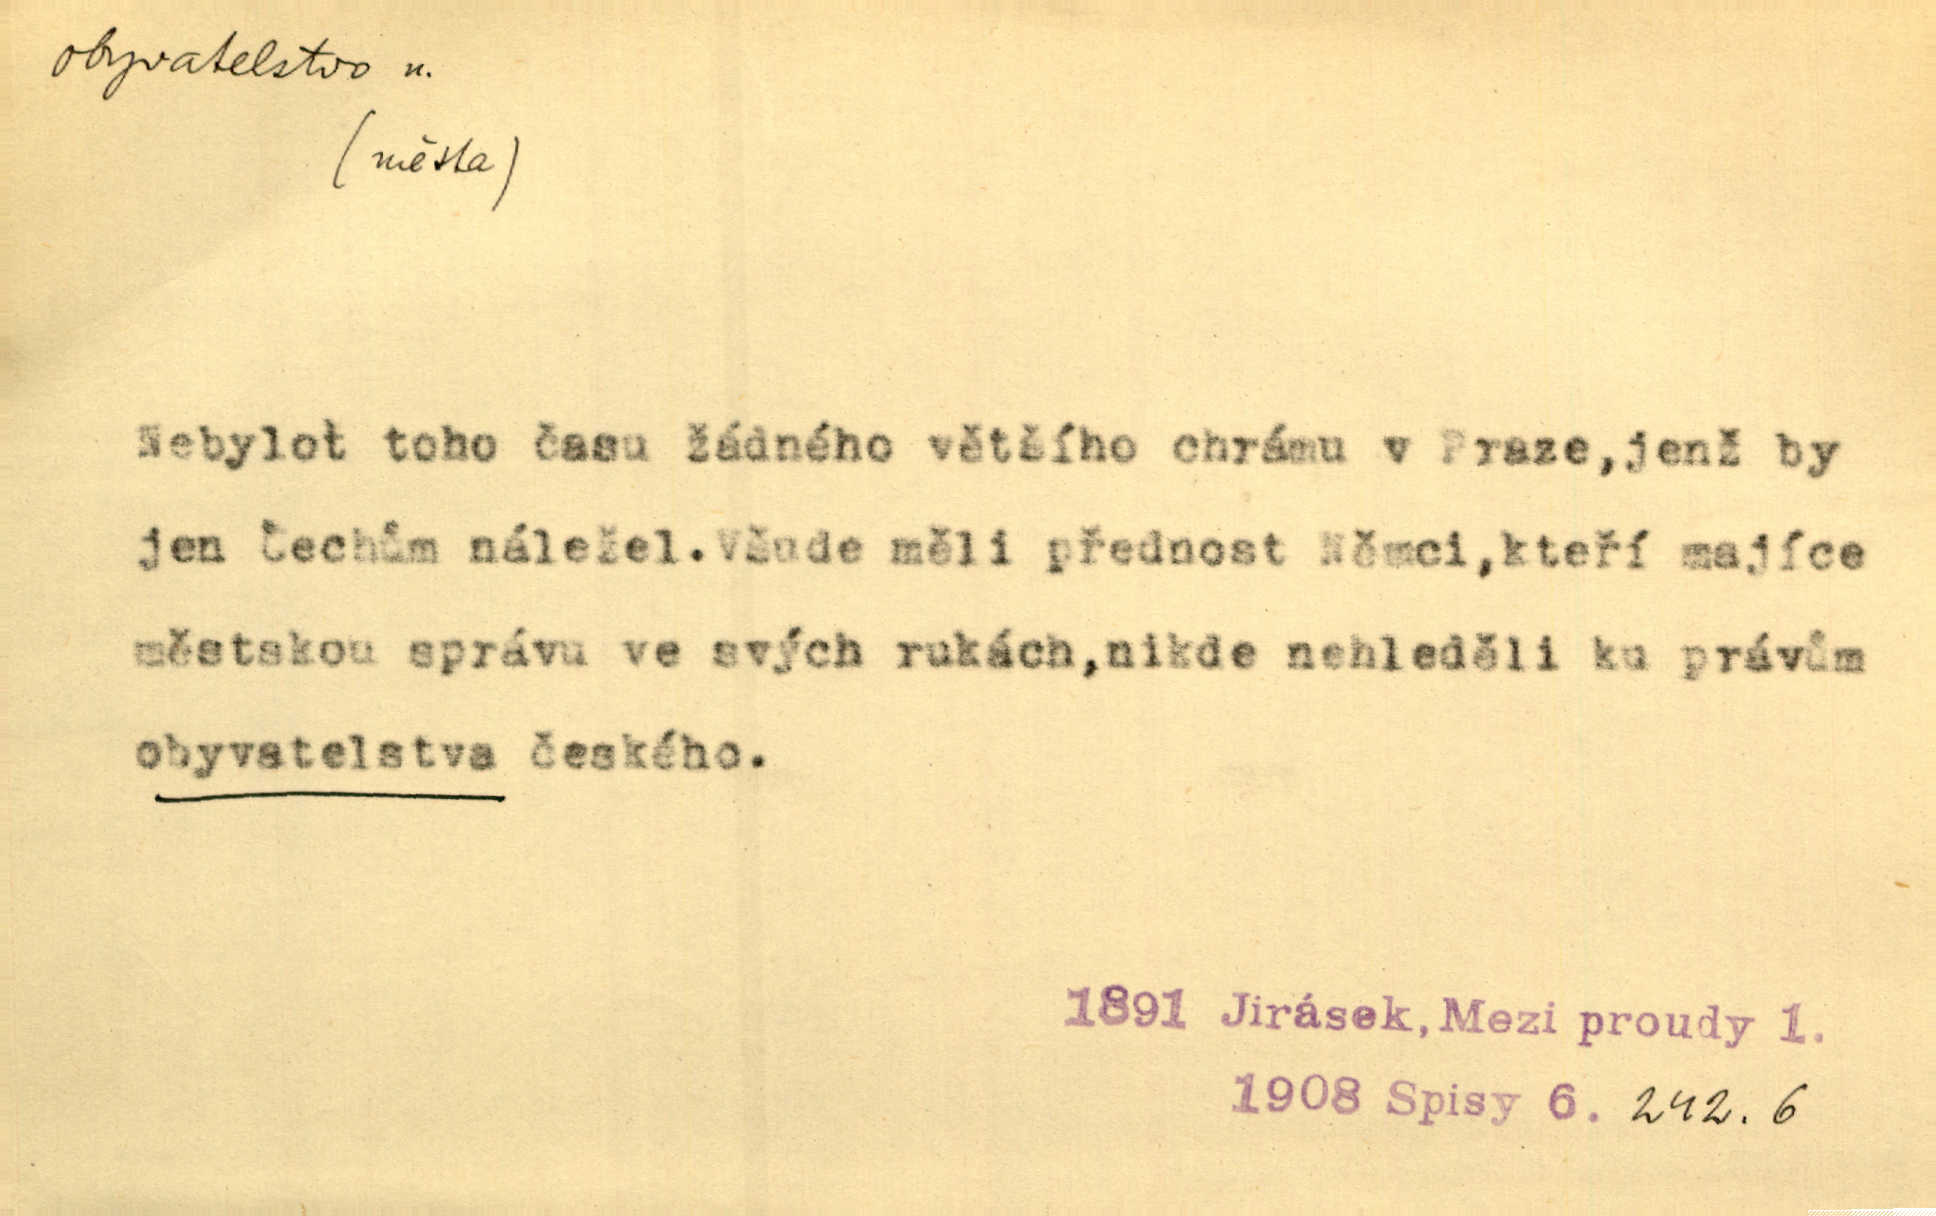 obyvatelstvo n.
(města)
Nebylot toho času žádného většího chrámu v Praze,jenž by
jen Čechům náležel.Všude měli přednost Němci,kteří majíce
městskou správu ve svých rukách,nikde nehleděli ku právům
obyvatelstva českého.
1891 Jirásek,Mezi proudy 1.
1908 Spisy 6. 242. 6